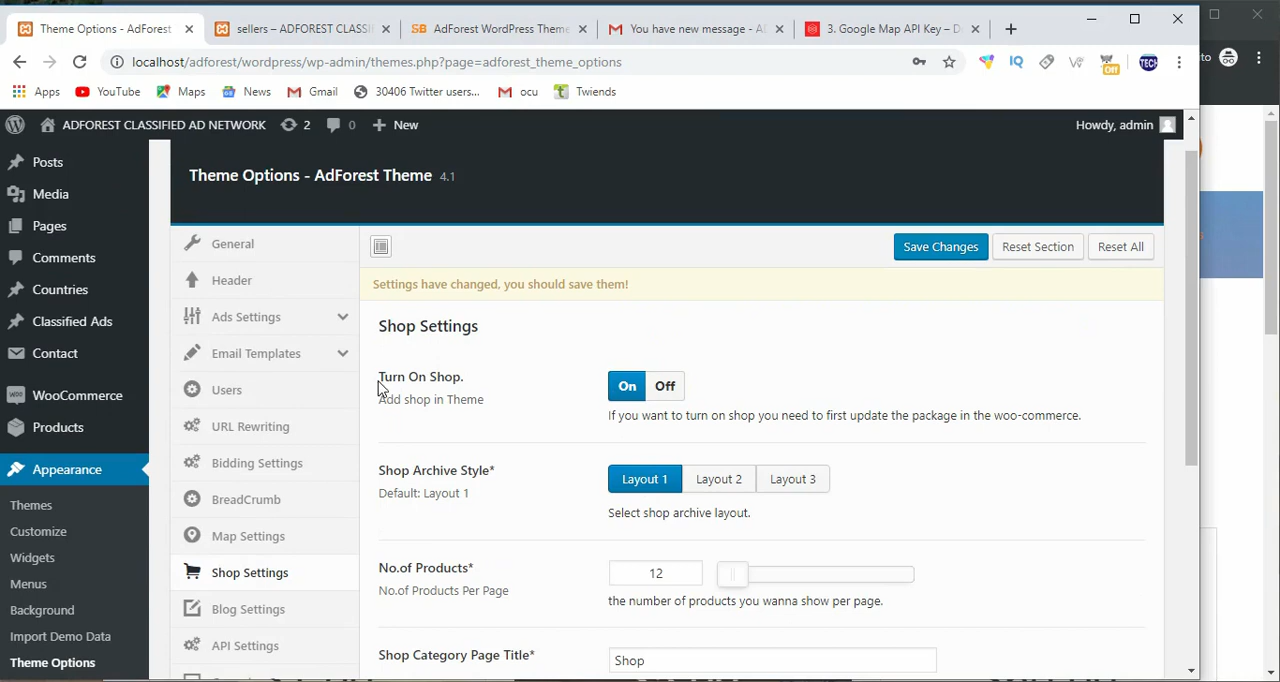 Theme Options - AdForest
sellers – ADFOREST CLASSIFI
SB AdForest WordPress Them
You have new message - A
3. Google Map API Key – D
localhost/adforest/wordpress/wp-admin/themes.php?page=adforest_theme_options
IQ
Off
TECH
to
Apps
YouTube
Maps
News
Gmail
30406 Twitter users...
ocu
Twiends
ADFOREST CLASSIFIED AD NETWORK
2
0
New
Howdy, admin
Posts
Media
Pages
Comments
Countries
Classified Ads
Contact
WooCommerce
Products
Appearance
Themes
Customize
Widgets
Menus
Background
Import Demo Data
Theme Options
Theme Options - AdForest Theme 4.1
General
Header
Ads Settings
Email Templates
Users
URL Rewriting
Bidding Settings
BreadCrumb
Map Settings
Shop Settings
Blog Settings
API Settings
Save Changes
Reset Section
Reset All
Settings have changed, you should save them!
Shop Settings
Turn On Shop.
Add shop in Theme
On Off
If you want to turn on shop you need to first update the package in the woo-commerce.
Shop Archive Style*
Default: Layout 1
Layout 1 Layout 2 Layout 3
Select shop archive layout.
No.of Products*
No.of Products Per Page
12
the number of products you wanna show per page.
Shop Category Page Title*
Shop